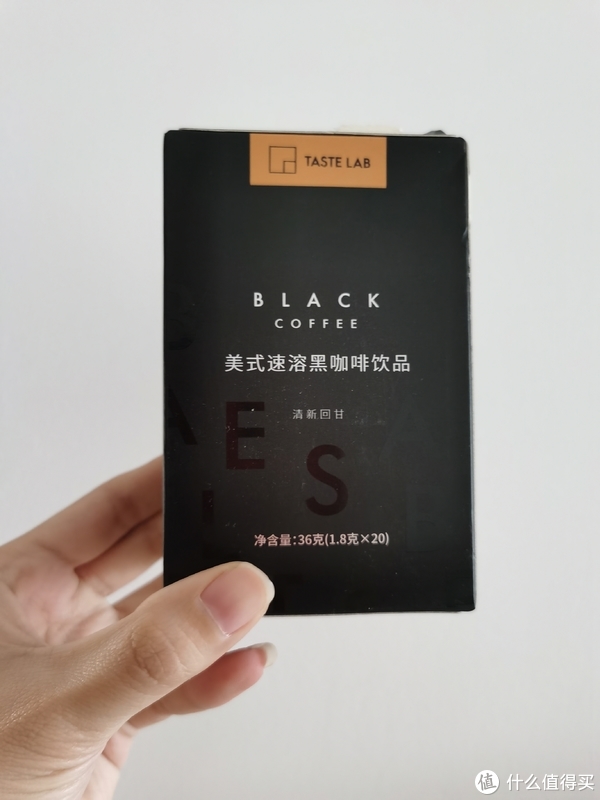 TASTE LAB
BLACK
COFFEE
美式速溶黑咖啡饮品
清新回甘
A
E
S
净含量:36克(1.8克×20)
值 什么值得买